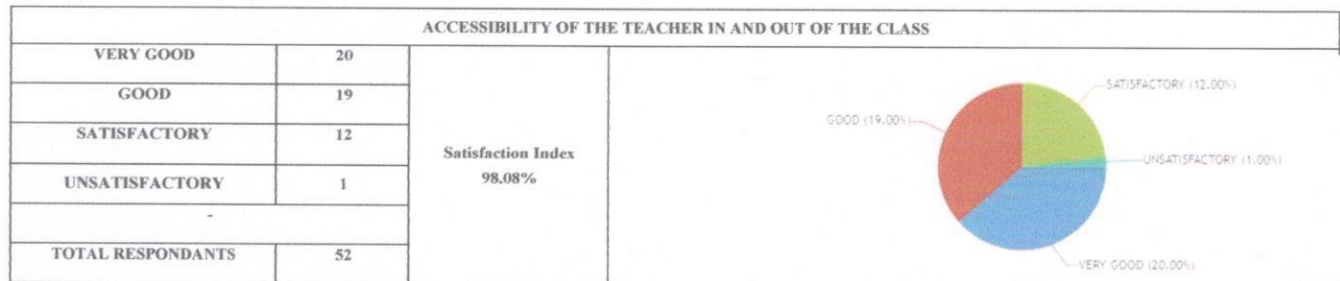 ACCESSIBILITY OF THE TEACHER IN AND OUT OF THE CLASS
VERY GOOD 20
GOOD 19
SATISFACTORY 12
UNSATISFACTORY 1
-
TOTAL RESPONDANTS 52
Satisfaction Index
98.08%
SATISFACTORY (12.00%)
GOOD (19.00%)
UNSATISFACTORY (1.00%)
VERY GOOD (20.00%)